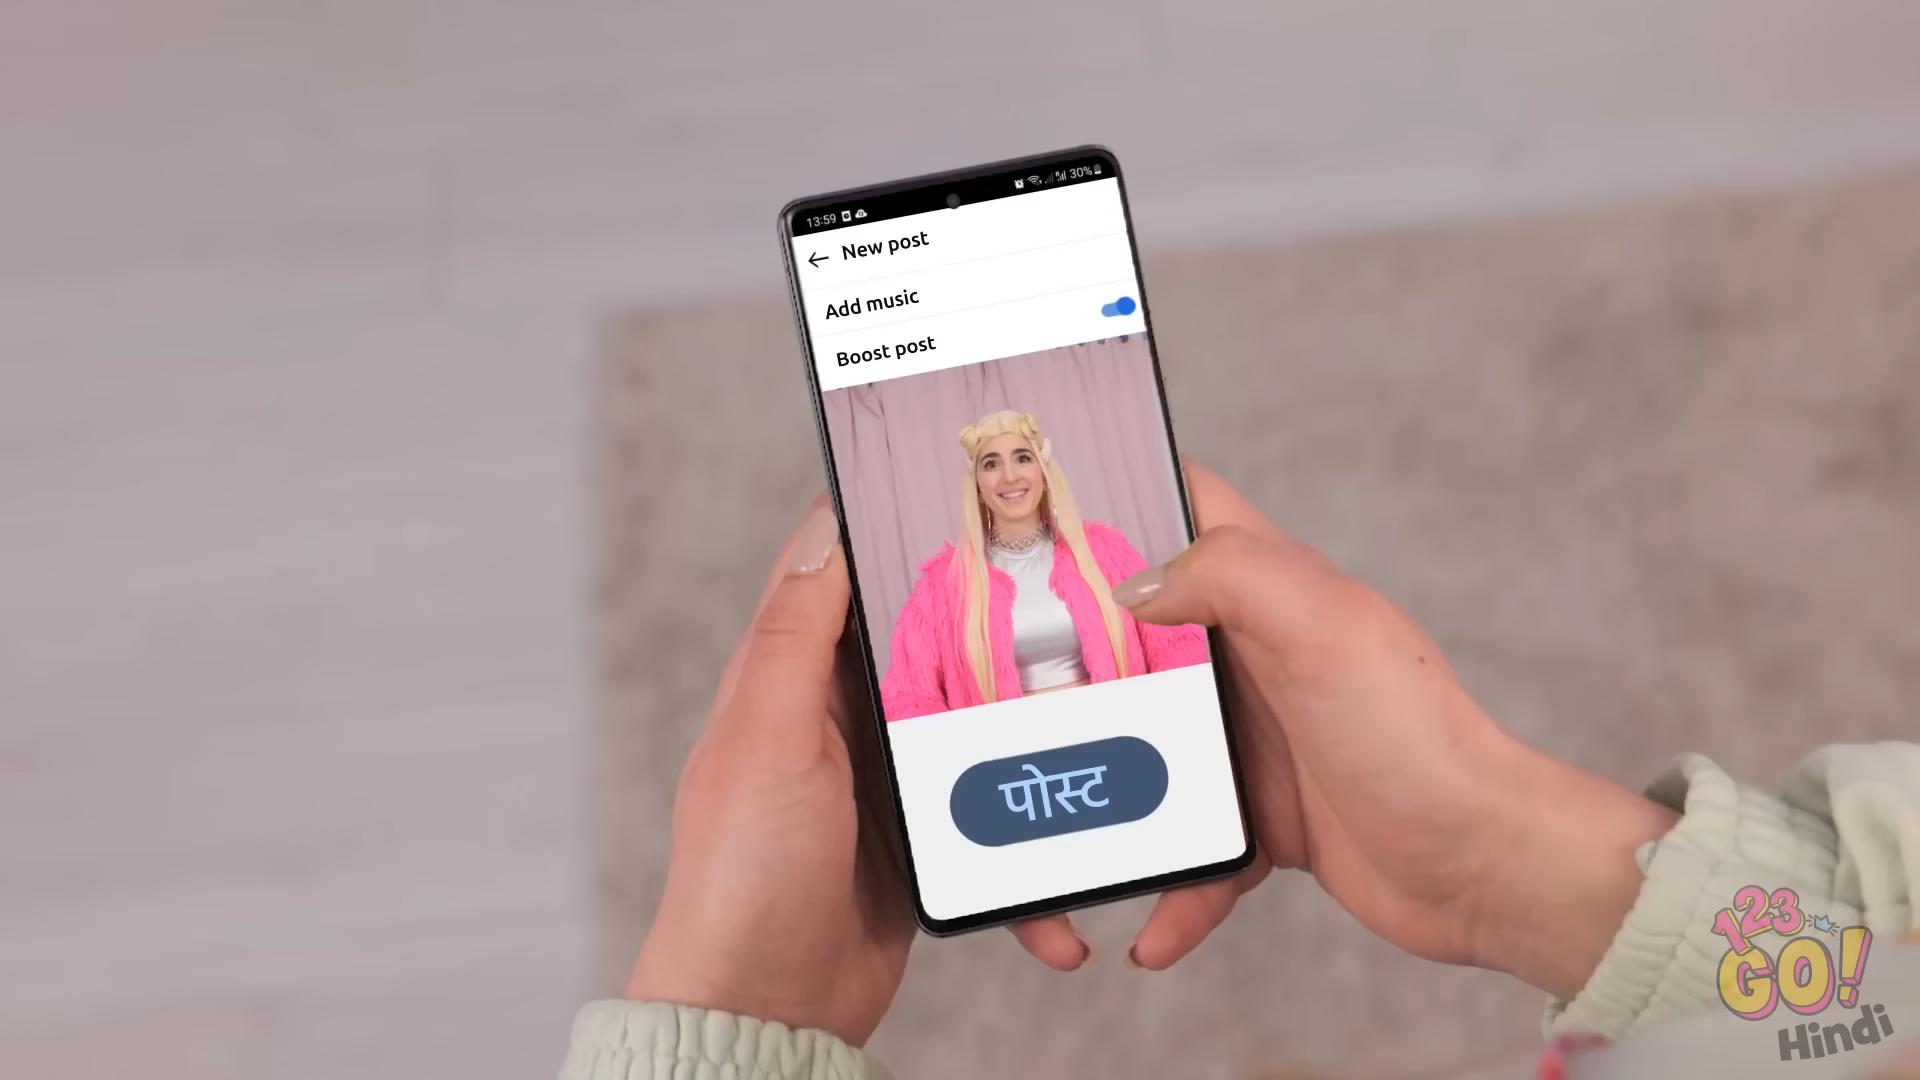 13:59
30%
New post
Add music
Boost post
पोस्ट
123
GO!
Hindi